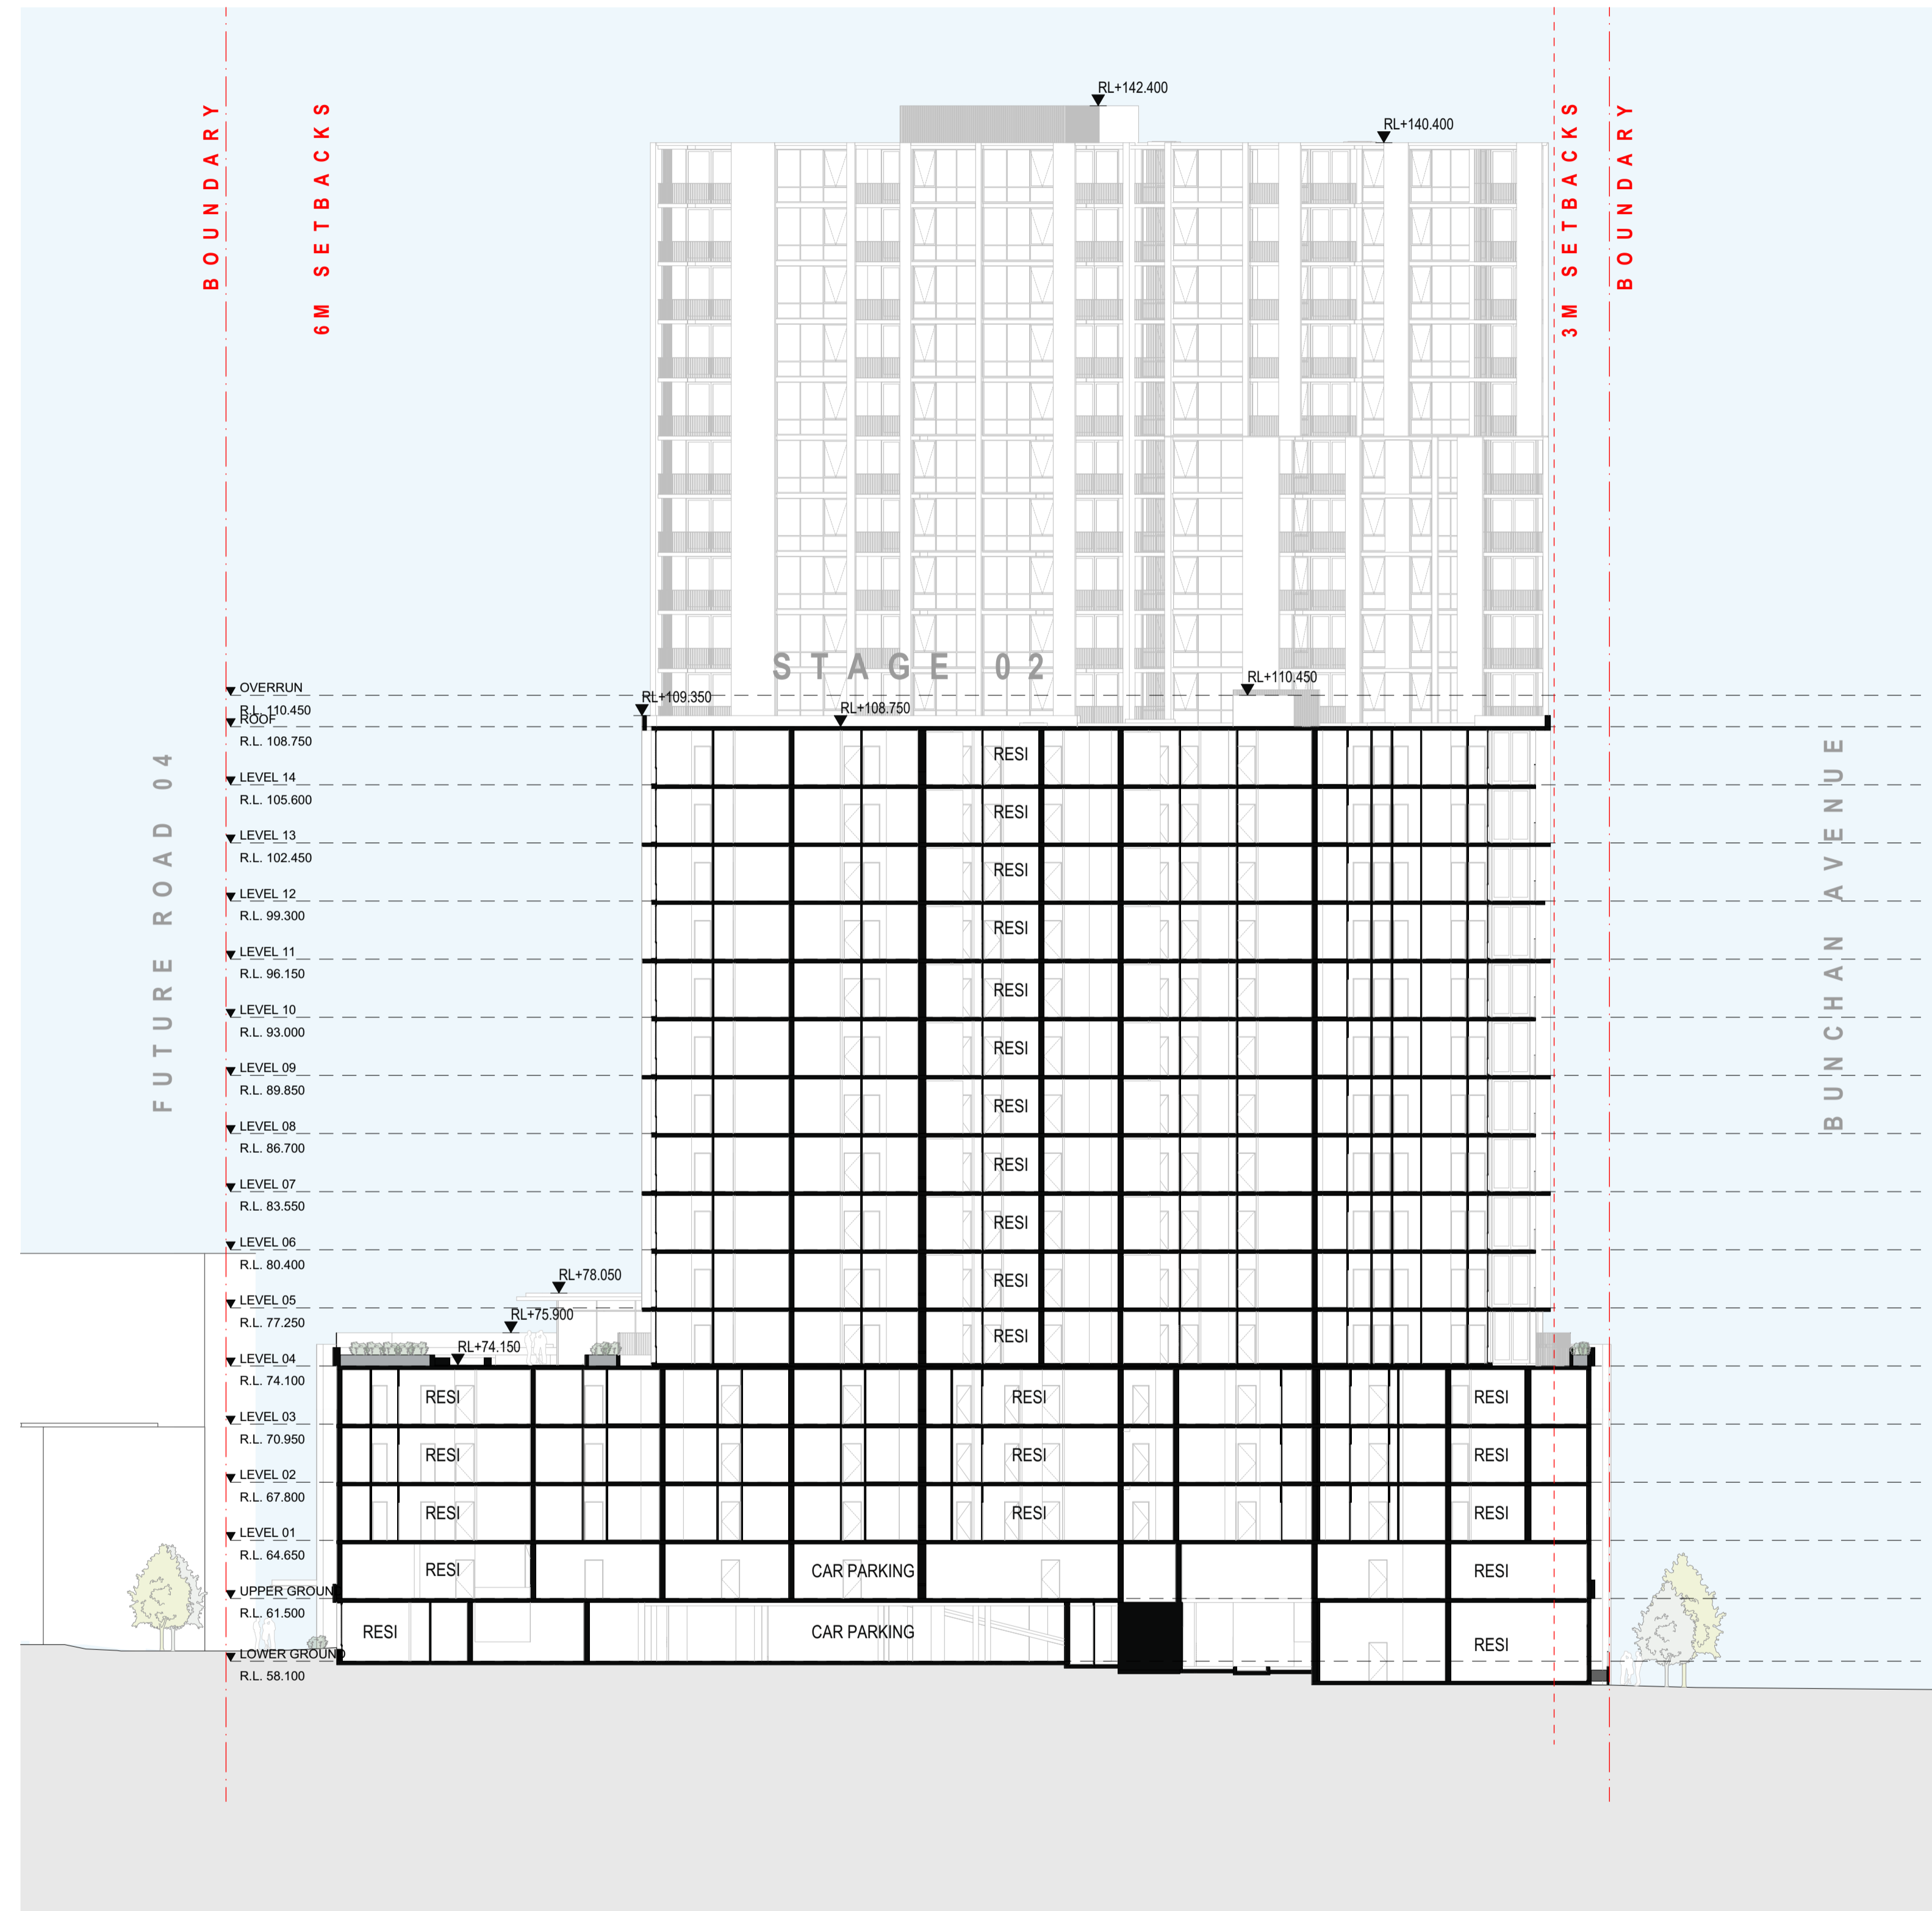 BOUNDARY
6M SETBACKS
3M SETBACKS
BOUNDARY
RL+142.400
RL+140.400
STAGE 02
OVERRUN
R.L. 110.450
RL+109.350
RL+110.450
ROOF
R.L. 108.750
RL+108.750
FUTURE ROAD 04
BUNCHAN AVENUE
RESI
LEVEL 14
R.L. 105.600
RESI
LEVEL 13
R.L. 102.450
RESI
LEVEL 12
R.L. 99.300
RESI
LEVEL 11
R.L. 96.150
RESI
LEVEL 10
R.L. 93.000
RESI
LEVEL 09
R.L. 89.850
RESI
LEVEL 08
R.L. 86.700
RESI
LEVEL 07
R.L. 83.550
RESI
LEVEL 06
R.L. 80.400
RESI
RL+78.050
LEVEL 05
R.L. 77.250
RL+75.900
RESI
RL+74.150
LEVEL 04
R.L. 74.100
RESI
RESI
RESI
LEVEL 03
R.L. 70.950
RESI
RESI
RESI
LEVEL 02
R.L. 67.800
RESI
RESI
RESI
LEVEL 01
R.L. 64.650
RESI
CAR PARKING
RESI
UPPER GROUND
R.L. 61.500
RESI
CAR PARKING
RESI
LOWER GROUND
R.L. 58.100